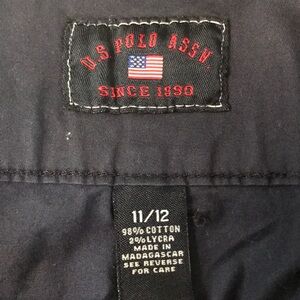 U.S POLO ASSN.
SINCE 1890
11/12
98% COTTON
2% LYCRA
MADE IN
MADAGASCAR
SEE REVERSE
FOR CARE